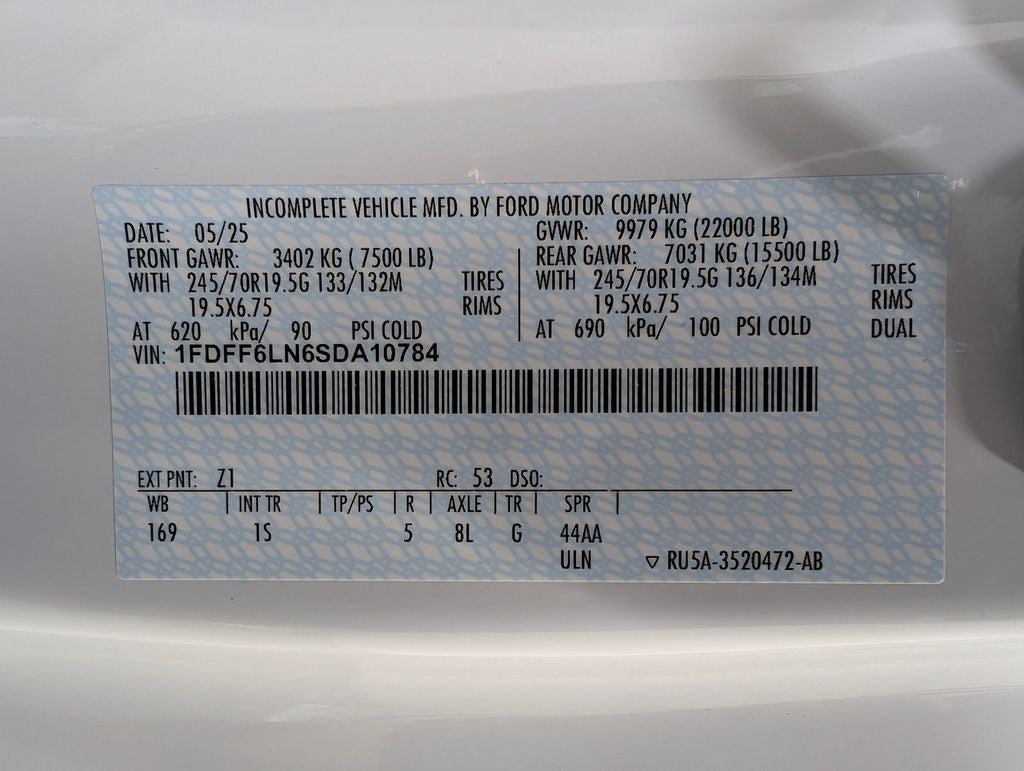 INCOMPLETE VEHICLE MFD. BY FORD MOTOR COMPANY
DATE: 05/25 GVWR: 9979 KG (22000 LB)
FRONT GAWR: 3402 KG ( 7500 LB) REAR GAWR: 7031 KG (15500 LB)
WITH 245/70R19.5G 133/132M TIRES WITH 245/70R19.5G 136/134M TIRES
19.5X6.75 RIMS 19.5X6.75 RIMS
AT 620 kPa/ 90 PSI COLD AT 690 kPa/ 100 PSI COLD DUAL
VIN: 1FDFF6LN6SDA10784
EXT PNT: Z1 RC: 53 DSO:
WB | INT TR | TP/PS | R | AXLE | TR | SPR |
169 1S 5 8L G 44AA
ULN ▽ RU5A-3520472-AB